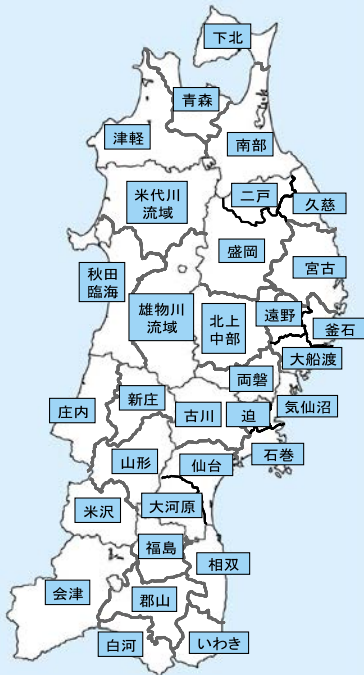 下北
青森
津軽
南部
米代川
流域
二戸
久慈
盛岡
秋田
臨海
宮古
雄物川
流域
北上
中部
遠野
釜石
大船渡
両磐
新庄
庄内
古川
迫
気仙沼
山形
仙台
石巻
米沢
大河原
福島
相双
会津
郡山
白河
いわき